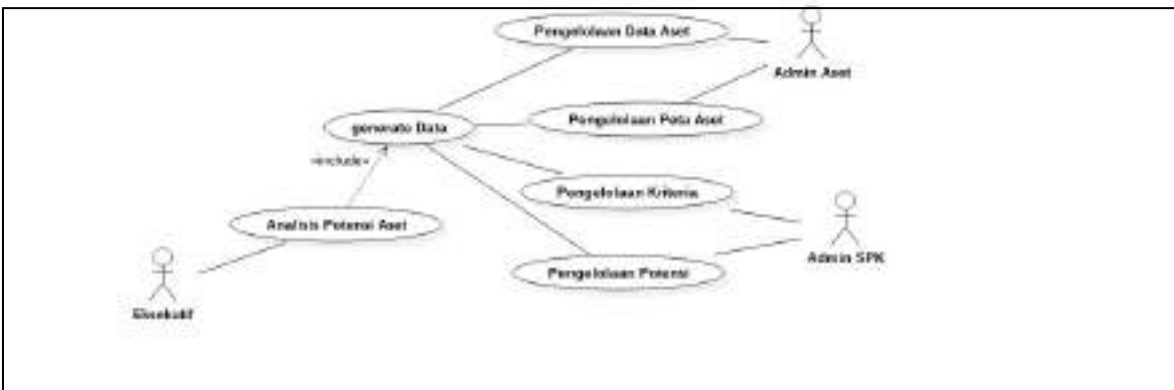 Pengelolaan Data Aset
Admin Aset
Pengelolaan Peta Aset
generate Data
«include»
Pengelolaan Kriteria
Analisis Potensi Aset
Admin SPK
Pengelolaan Potensi
Eksekutif